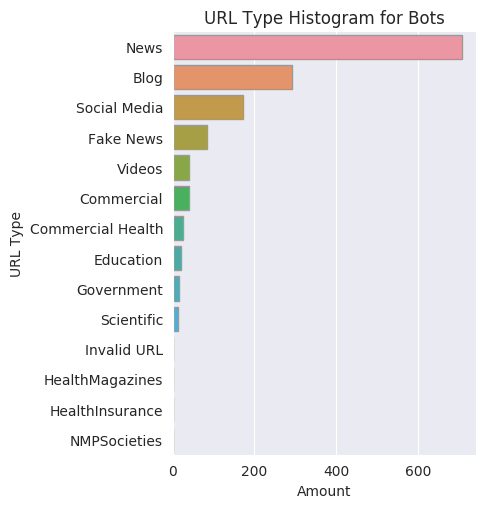 URL Type Histogram for Bots
News
Blog
Social Media
Fake News
Videos
Commercial
Commercial Health
Education
Government
Scientific
Invalid URL
HealthMagazines
HealthInsurance
NMPSocieties
URL Type
0 200 400 600
Amount